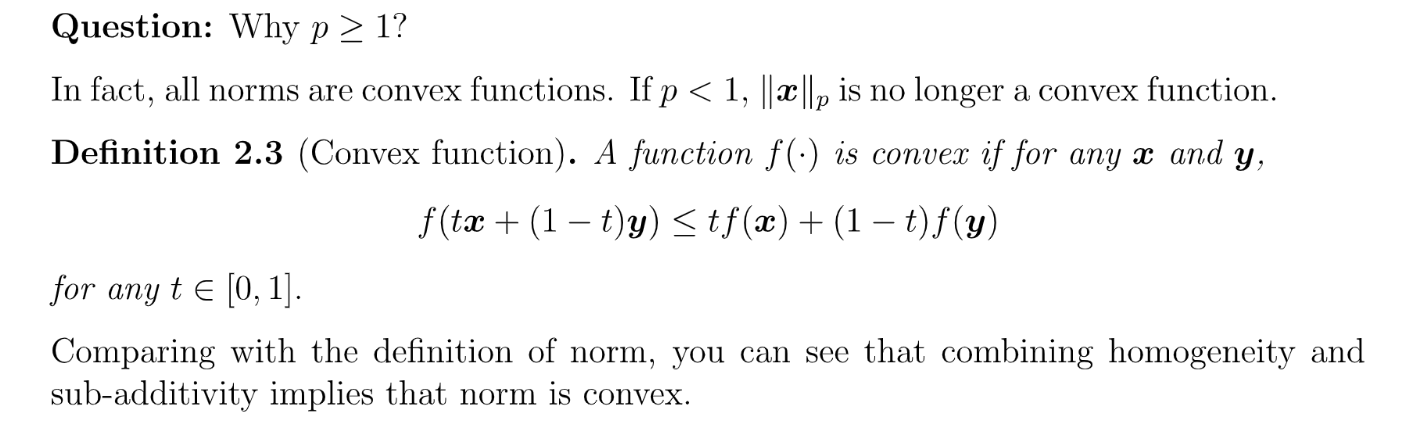 Question: Why p ≥ 1?
In fact, all norms are convex functions. If p < 1, ‖x‖ₚ is no longer a convex function.
Definition 2.3 (Convex function). A function f(·) is convex if for any x and y,
f(tx + (1 − t)y) ≤ tf(x) + (1 − t)f(y)
for any t ∈ [0, 1].
Comparing with the definition of norm, you can see that combining homogeneity and
sub-additivity implies that norm is convex.